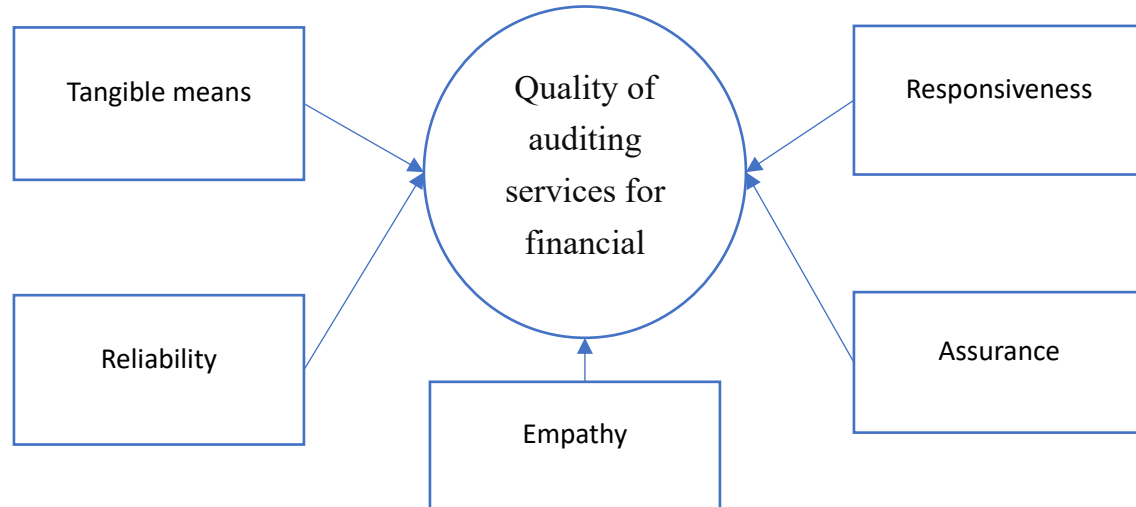 Tangible means
Quality of
auditing
services for
financial
Responsiveness
Reliability
Assurance
Empathy